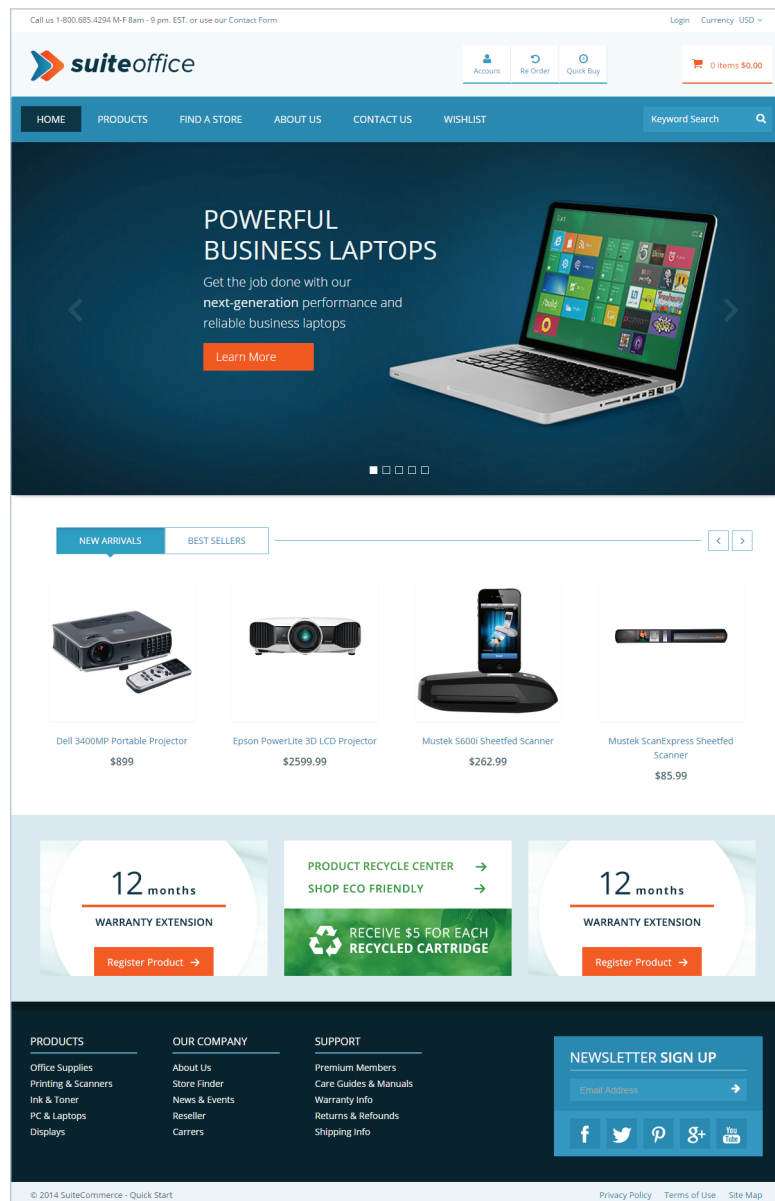 Call us 1-800.685.4294 M-F 8am - 9 pm. EST. or use our Contact Form
Login Currency USD
suiteoffice
Account Re Order Quick Buy
0 items $0.00
HOME PRODUCTS FIND A STORE ABOUT US CONTACT US WISHLIST
Keyword Search
POWERFUL
BUSINESS LAPTOPS
Get the job done with our
next-generation performance and
reliable business laptops
Learn More
NEW ARRIVALS BEST SELLERS
Dell 3400MP Portable Projector
$899
Epson PowerLite 3D LCD Projector
$2599.99
Mustek S600i Sheetfed Scanner
$262.99
Mustek ScanExpress Sheetfed
Scanner
$85.99
12 months
WARRANTY EXTENSION
Register Product
PRODUCT RECYCLE CENTER
SHOP ECO FRIENDLY
RECEIVE $5 FOR EACH
RECYCLED CARTRIDGE
12 months
WARRANTY EXTENSION
Register Product
PRODUCTS
Office Supplies
Printing & Scanners
Ink & Toner
PC & Laptops
Displays
OUR COMPANY
About Us
Store Finder
News & Events
Reseller
Carrers
SUPPORT
Premium Members
Care Guides & Manuals
Warranty Info
Returns & Refounds
Shipping Info
NEWSLETTER SIGN UP
Email Address
You
Tube
© 2014 SuiteCommerce - Quick Start
Privacy Policy Terms of Use Site Map